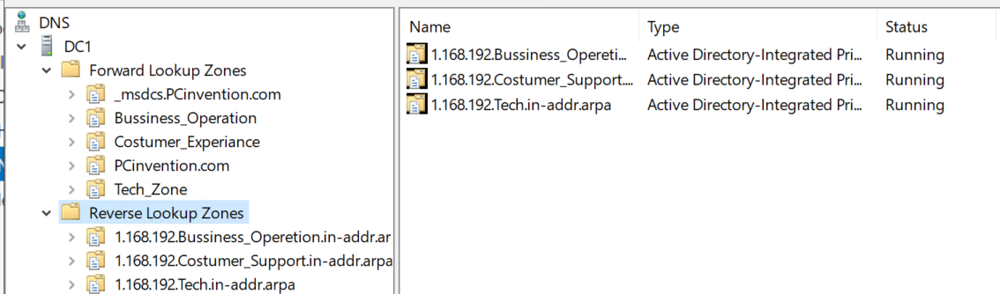 DNS
DC1
Forward Lookup Zones
_msdcs.PCinvention.com
Bussiness_Operation
Costumer_Experiance
PCinvention.com
Tech_Zone
Reverse Lookup Zones
1.168.192.Bussiness_Operetion.in-addr.ar
1.168.192.Costumer_Support.in-addr.arpa
1.168.192.Tech.in-addr.arpa
Name Type Status
1.168.192.Bussiness_Opereti... Active Directory-Integrated Pri... Running
1.168.192.Costumer_Support.... Active Directory-Integrated Pri... Running
1.168.192.Tech.in-addr.arpa Active Directory-Integrated Pri... Running